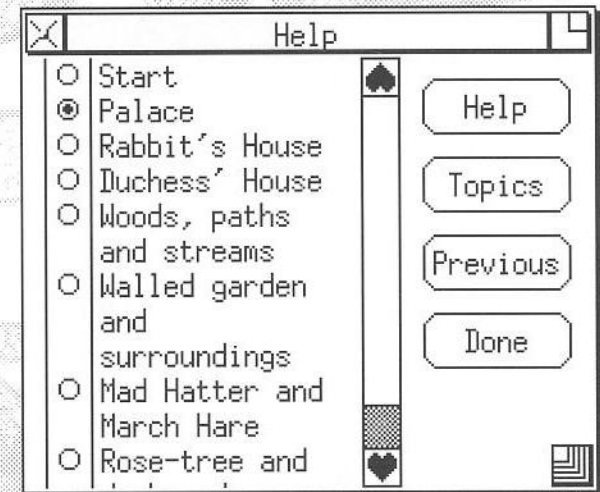 Help
Start
Palace
Rabbit's House
Duchess' House
Woods, paths
and streams
Walled garden
and
surroundings
Mad Hatter and
March Hare
Rose-tree and
Help
Topics
Previous
Done